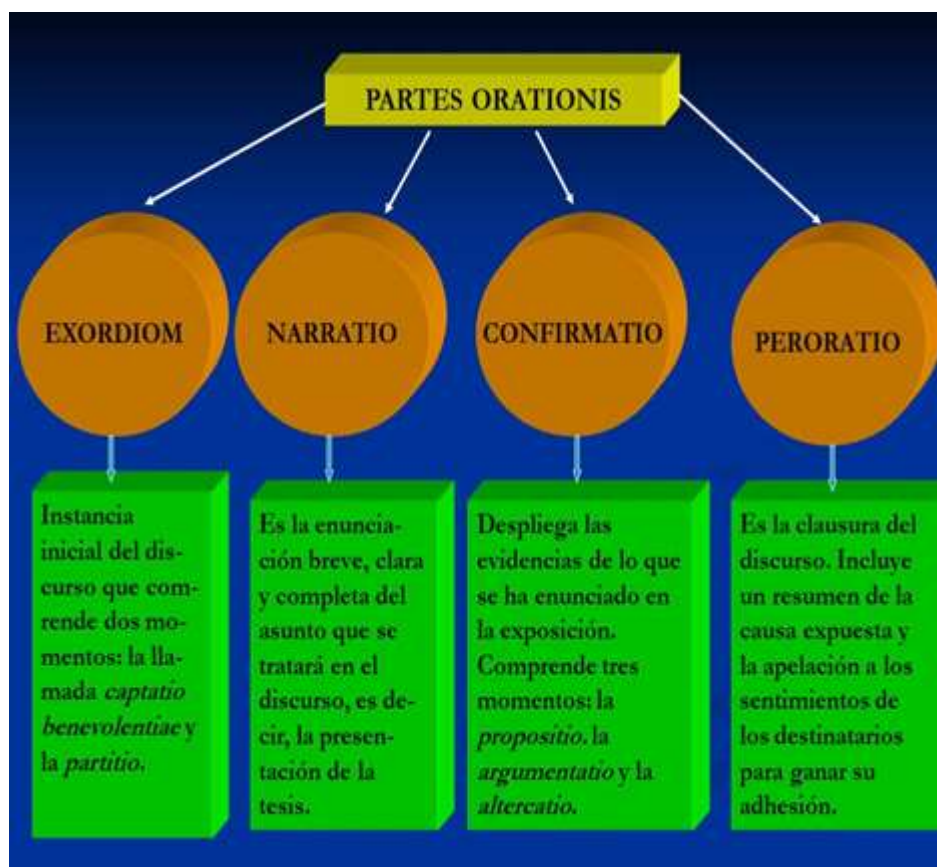 PARTES ORATIONIS
EXORDIOM
NARRATIO
CONFIRMATIO
PERORATIO
Instancia
inicial del dis-
curso que com-
rende dos mo-
mentos: la lla-
mada captatio
benevolentiae y
la partitio.
Es la enuncia-
ción breve, clara
y completa del
asunto que se
tratará en el
discurso, es de-
cir, la presen-
tación de la
tesis.
Despliega las
evidencias de lo que
se ha enunciado en
la exposición.
Comprende tres
momentos: la
propositio. la
argumentatio y la
altercatio.
Es la clausura del
discurso. Incluye
un resumen de la
causa expuesta y
la apelación a los
sentimientos de
los destinatarios
para ganar su
adhesión.